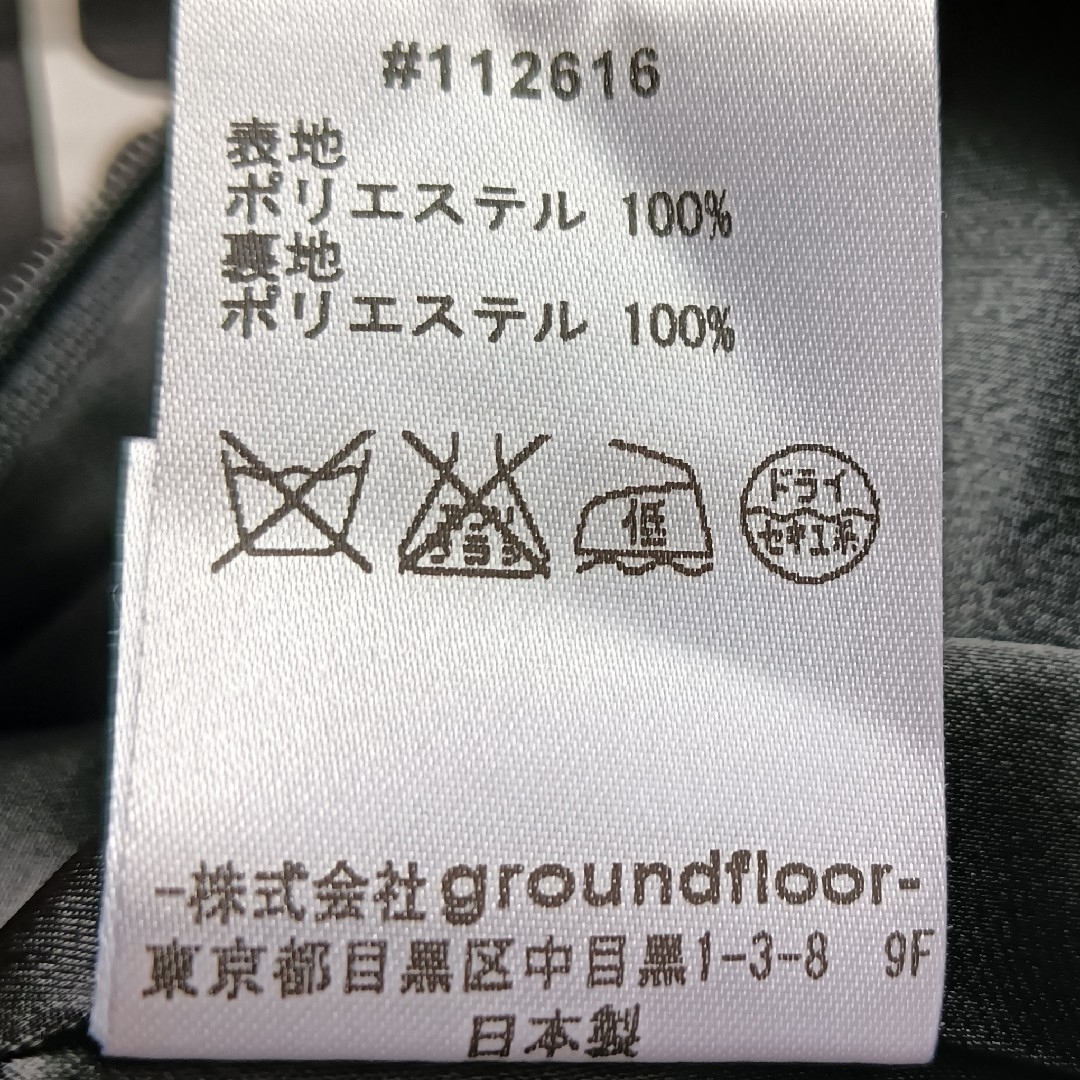 #112616
表地
ポリエステル 100%
裏地
ポリエステル 100%
エンソ
サラシ
低
ドライ
セキユ系
-株式会社groundfloor-
東京都目黒区中目黒1-3-8 9F
日本製